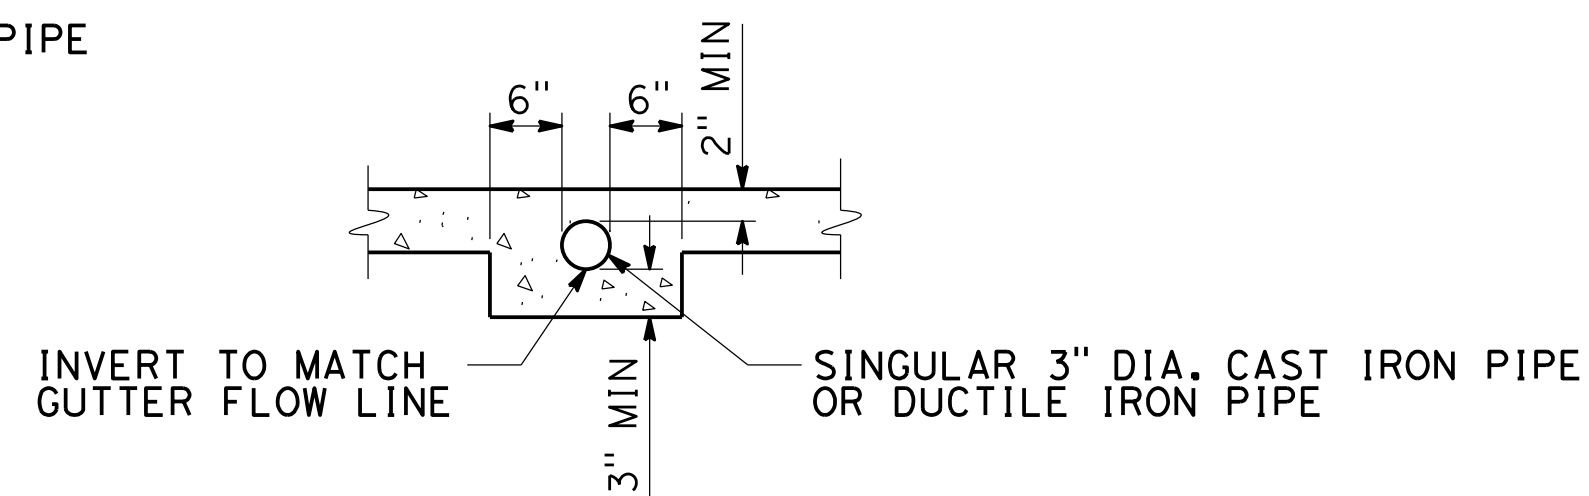 PIPE
6"
6"
2" MIN
INVERT TO MATCH
GUTTER FLOW LINE
3" MIN
SINGULAR 3" DIA. CAST IRON PIPE
OR DUCTILE IRON PIPE